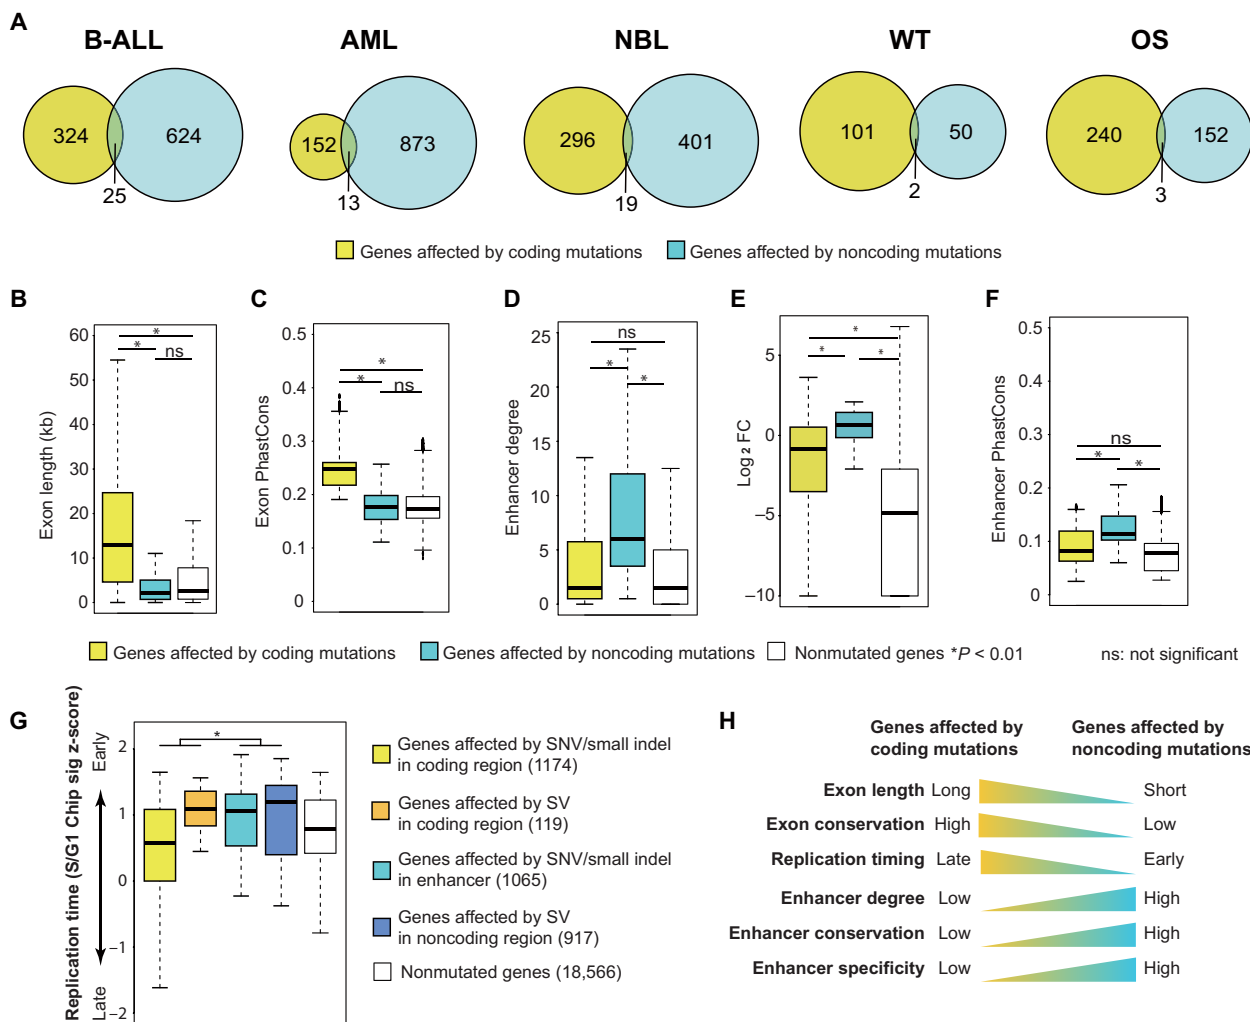 A
B-ALL AML NBL WT OS
324 624 152 873 296 401 101 50 240 152
25 13 19 2 3
Genes affected by coding mutations Genes affected by noncoding mutations
B
Exon length (kb)
60
50
40
30
20
10
0
*
* ns
C
Exon PhastCons
0.5
0.4
0.3
0.2
0.1
0
*
* ns
D
Enhancer degree
25
20
15
10
5
0
ns
*
*
E
Log 2 FC
5
0
−5
−10
*
* *
F
Enhancer PhastCons
0.5
0.4
0.3
0.2
0.1
0
ns
*
*
Genes affected by coding mutations Genes affected by noncoding mutations Nonmutated genes *P < 0.01 ns: not significant
G
Replication time (S/G1 Chip sig z-score)
Early
Late
2
1
0
−1
−2
*
Genes affected by SNV/small indel
in coding region (1174)
Genes affected by SV
in coding region (119)
Genes affected by SNV/small indel
in enhancer (1065)
Genes affected by SV
in noncoding region (917)
Nonmutated genes (18,566)
H
Genes affected by
coding mutations
Genes affected by
noncoding mutations
Exon length Long Short
Exon conservation High Low
Replication timing Late Early
Enhancer degree Low High
Enhancer conservation Low High
Enhancer specificity Low High